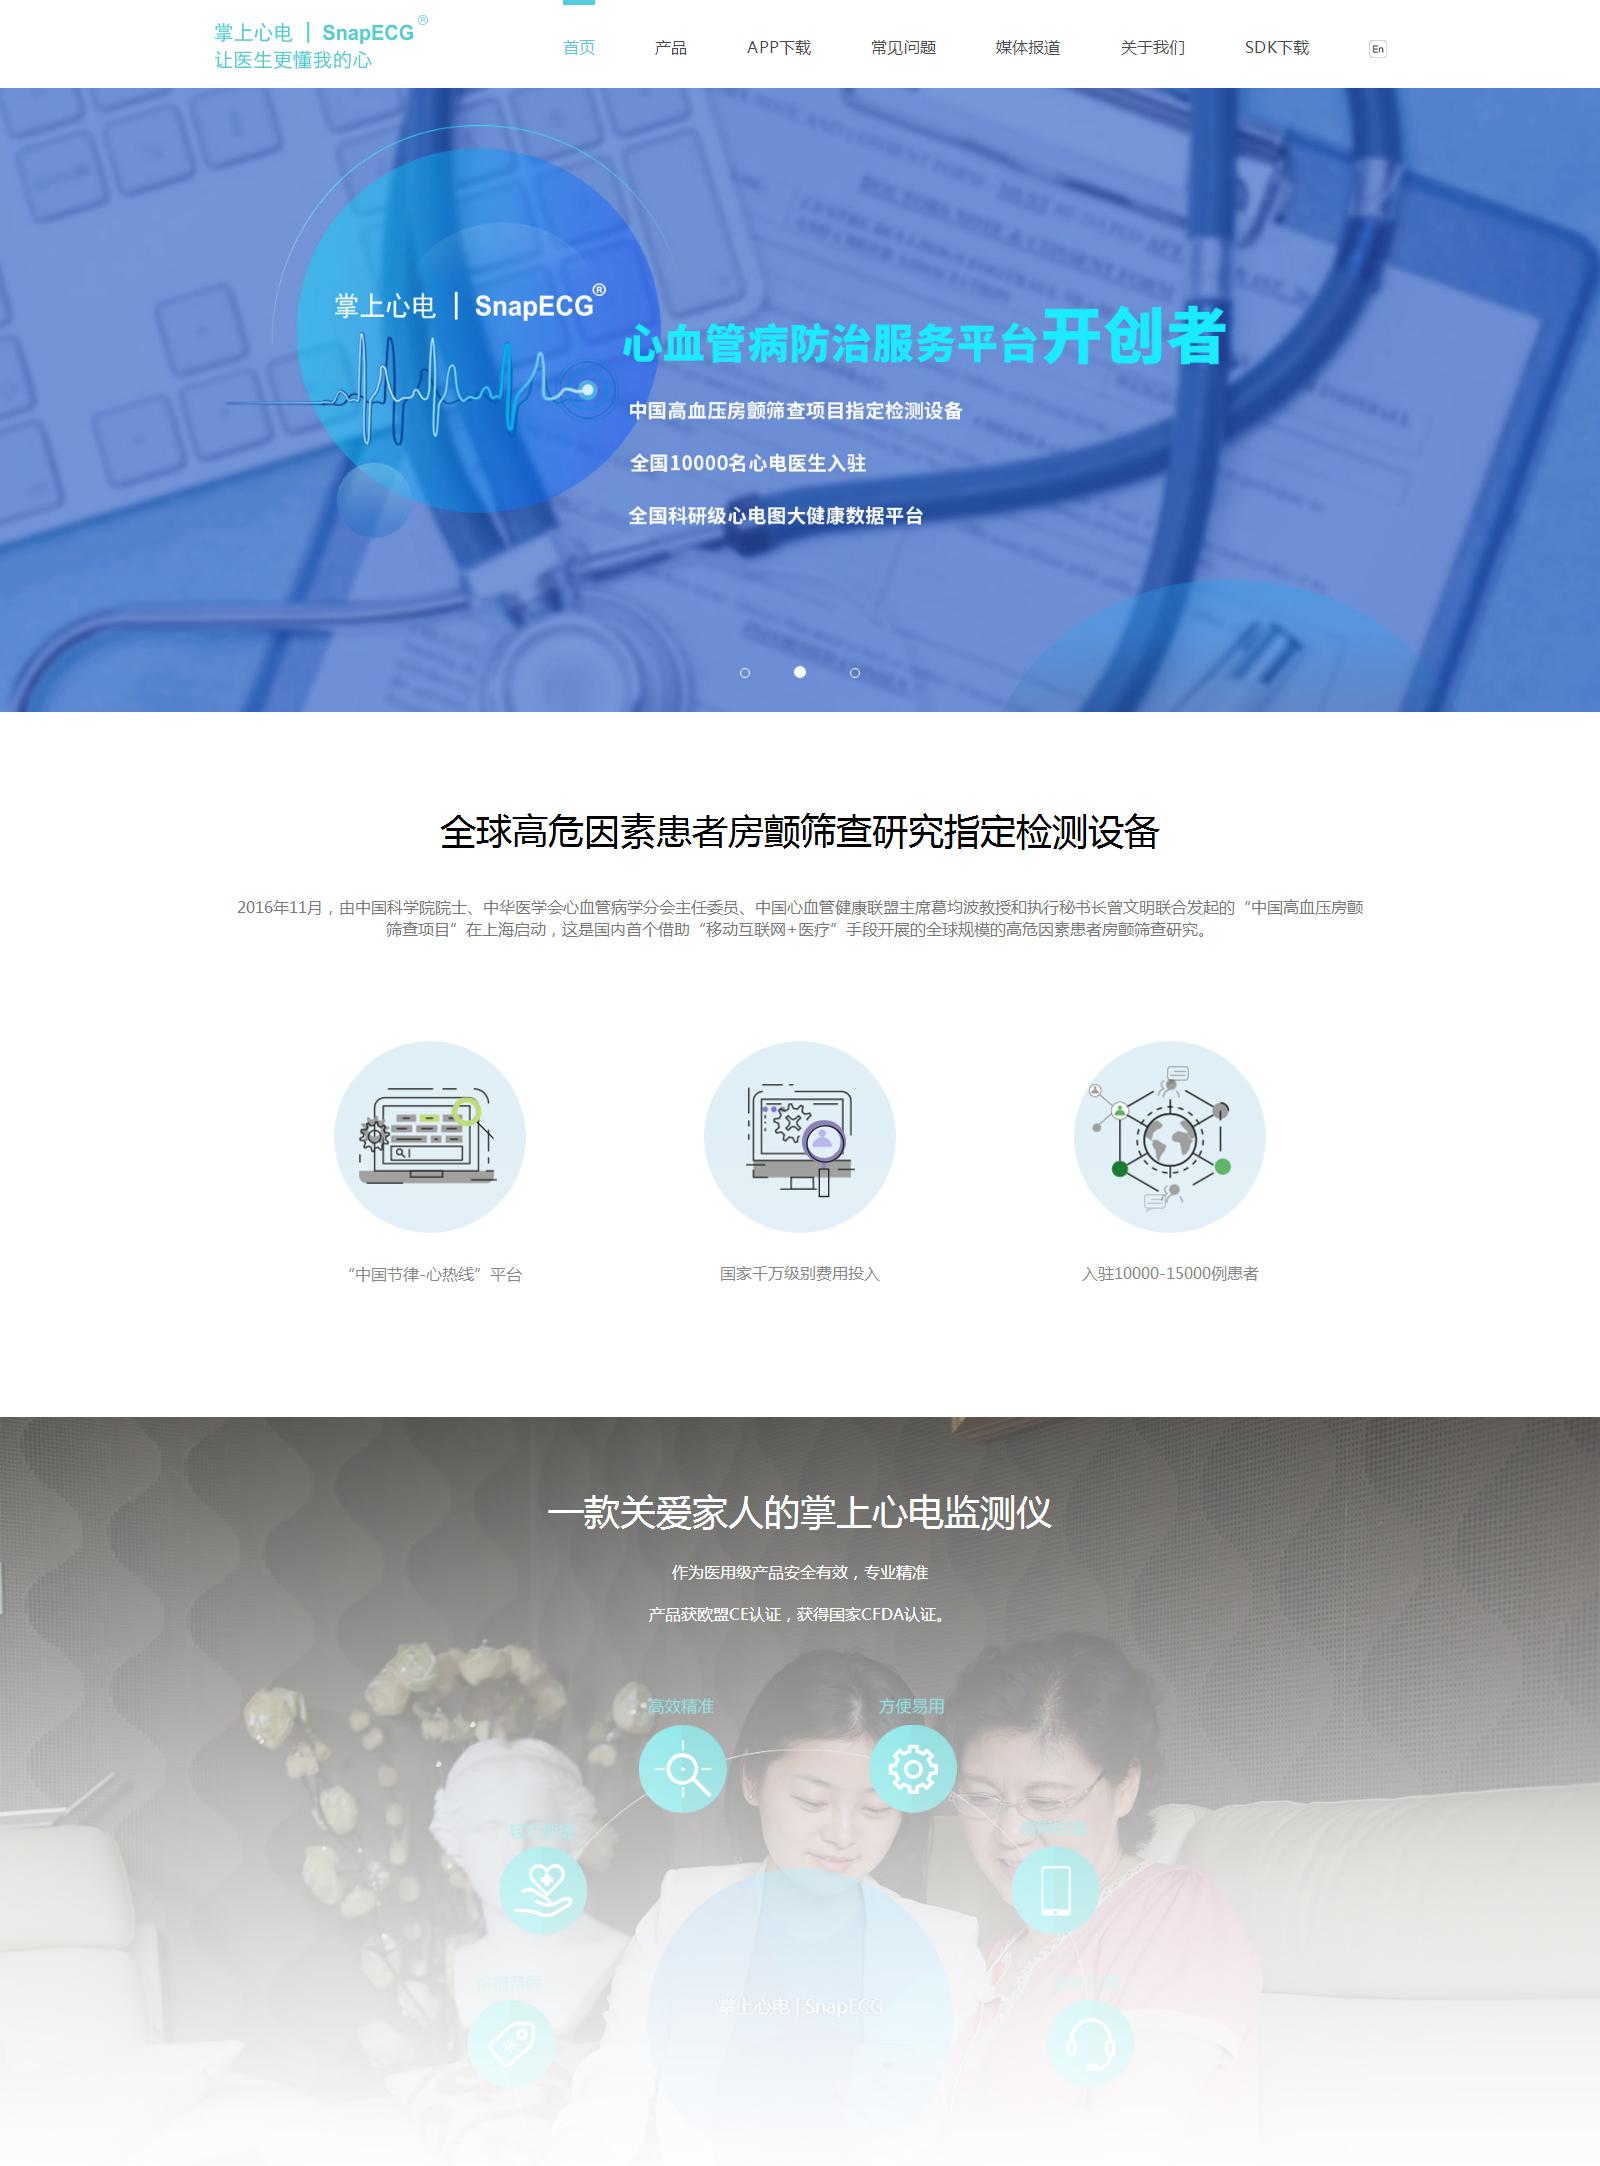 掌上心电 | SnapECG®
让医生更懂我的心
首页 产品 APP下载 常见问题 媒体报道 关于我们 SDK下载 En
掌上心电 | SnapECG®
心血管病防治服务平台开创者
中国高血压房颤筛查项目指定检测设备
全国10000名心电医生入驻
全国科研级心电图大健康数据平台
全球高危因素患者房颤筛查研究指定检测设备
2016年11月，由中国科学院院士、中华医学会心血管病学分会主任委员、中国心血管健康联盟主席葛均波教授和执行秘书长曾文明联合发起的“中国高血压房颤
筛查项目”在上海启动，这是国内首个借助“移动互联网+医疗”手段开展的全球规模的高危因素患者房颤筛查研究。
“中国节律-心热线”平台
国家千万级别费用投入
入驻10000-15000例患者
一款关爱家人的掌上心电监测仪
作为医用级产品安全有效，专业精准
产品获欧盟CE认证，获得国家CFDA认证。
高效精准 方便易用
掌上心电 | SnapECG